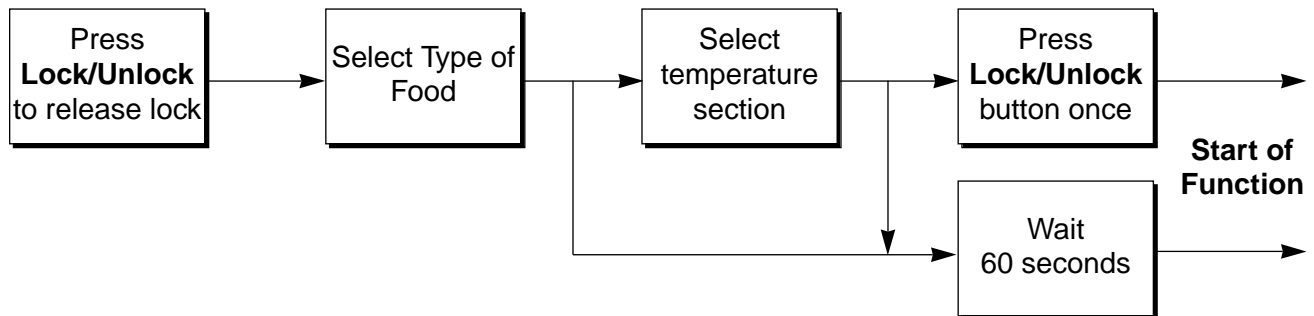 Press
Lock/Unlock
to release lock
Select Type of
Food
Select
temperature
section
Press
Lock/Unlock
button once
Start of
Function
Wait
60 seconds